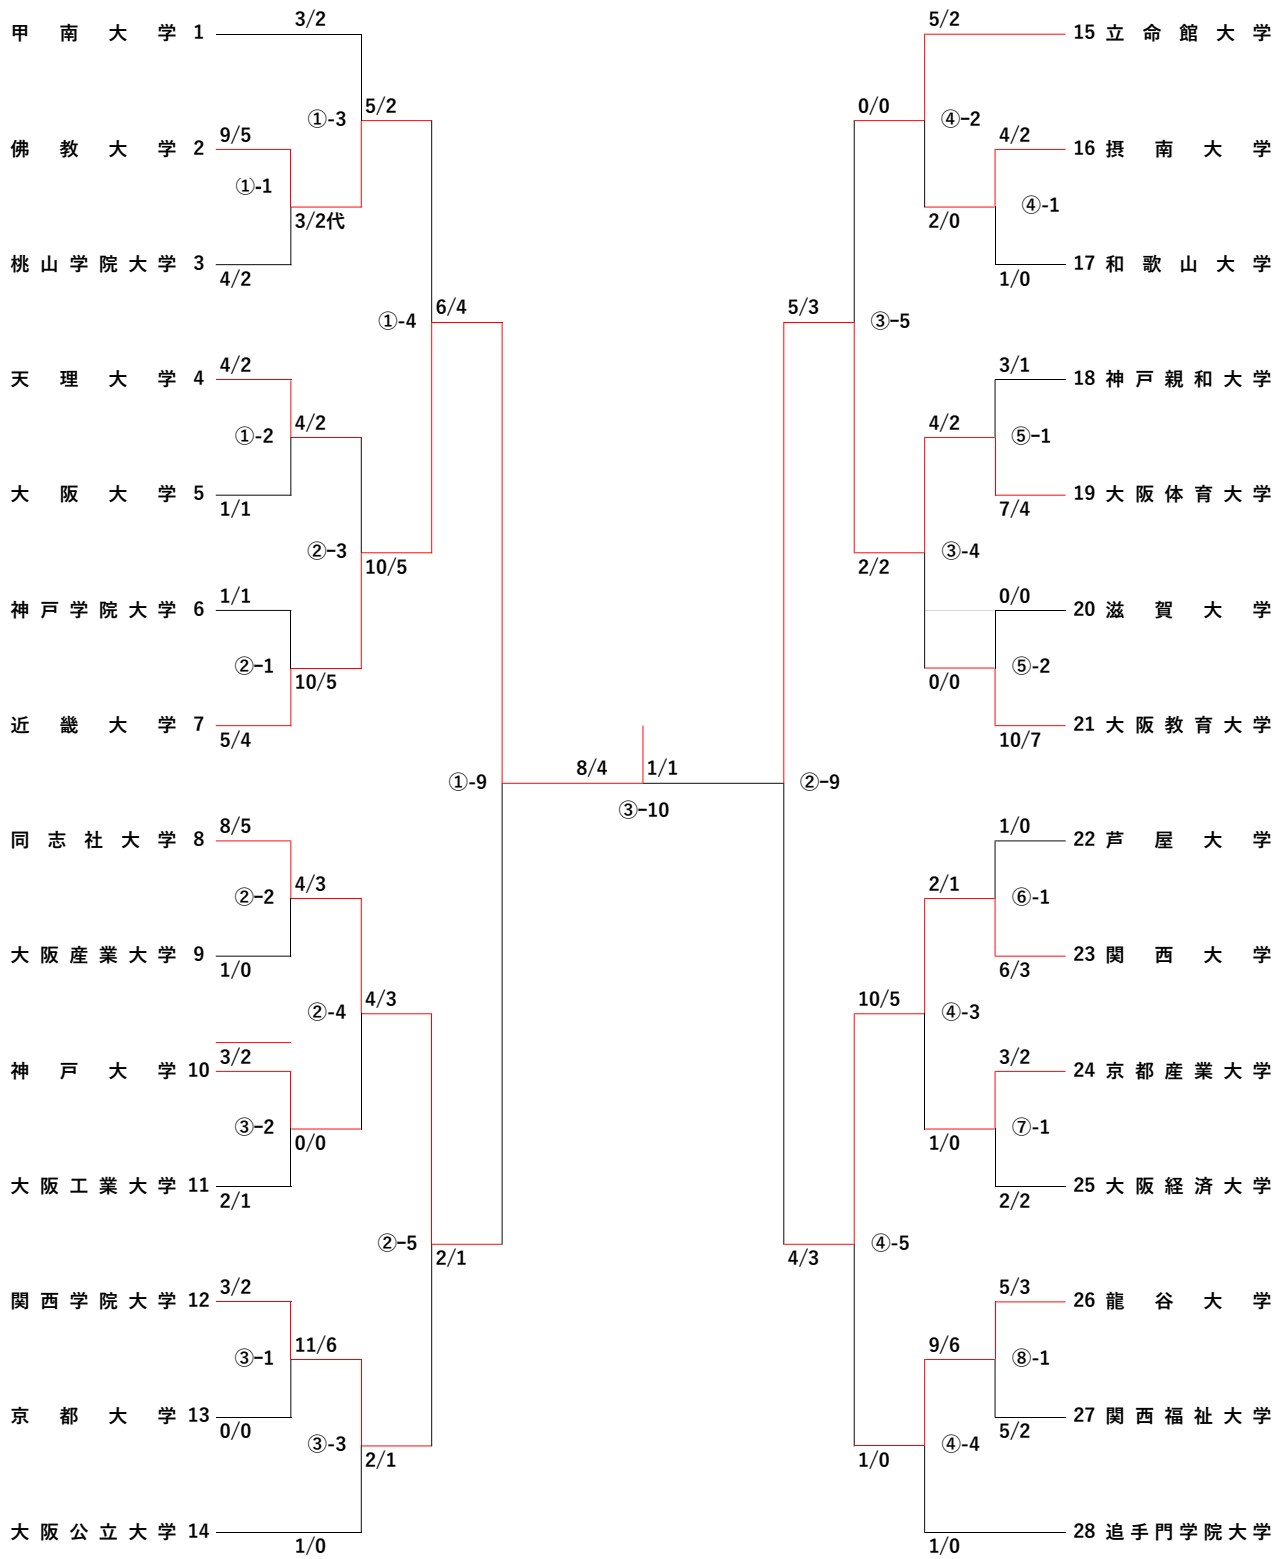 3/2
甲南大学 1
5/2
①-3
9/5
佛教大学 2
①-1
3/2代
桃山学院大学 3
4/2
6/4
①-4
4/2
天理大学 4
4/2
①-2
大阪大学 5
1/1
②-3
10/5
1/1
神戸学院大学 6
②-1
10/5
近畿大学 7
5/4
①-9
8/5
同志社大学 8
4/3
②-2
大阪産業大学 9
1/0
4/3
②-4
3/2
神戸大学 10
③-2
0/0
大阪工業大学 11
2/1
②-5
2/1
3/2
関西学院大学 12
11/6
③-1
京都大学 13
0/0
③-3
2/1
大阪公立大学 14
1/0
8/4
1/1
③-10
5/2
15 立命館大学
0/0
④-2
4/2
16 摂南大学
④-1
2/0
17 和歌山大学
1/0
5/3
③-5
3/1
18 神戸親和大学
4/2
⑤-1
19 大阪体育大学
7/4
③-4
2/2
0/0
20 滋賀大学
⑤-2
0/0
21 大阪教育大学
10/7
②-9
1/0
22 芦屋大学
2/1
⑥-1
23 関西大学
6/3
10/5
④-3
3/2
24 京都産業大学
⑦-1
1/0
25 大阪経済大学
2/2
④-5
4/3
5/3
26 龍谷大学
9/6
⑧-1
27 関西福祉大学
5/2
④-4
1/0
28 追手門学院大学
1/0